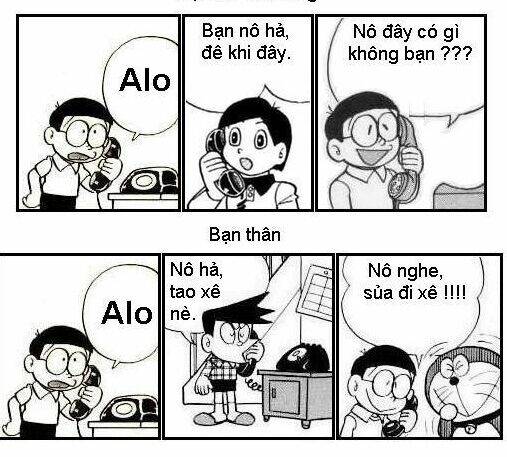 Alo
Bạn nô hả,
đê khi đây.
Nô đây có gì
không bạn ???
Bạn thân
Alo
Nô hả,
tao xê
nè.
Nô nghe,
sủa đi xê !!!!